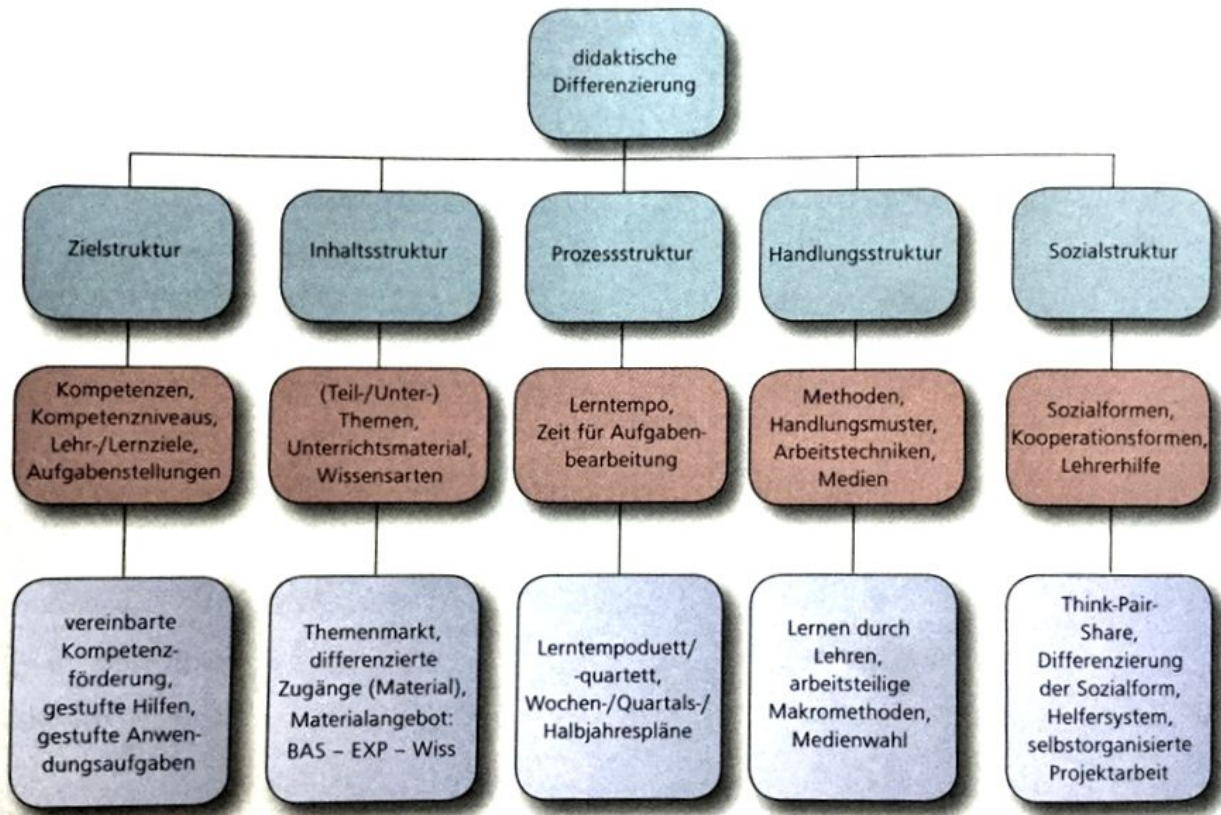 didaktische
Differenzierung
Zielstruktur
Inhaltsstruktur
Prozessstruktur
Handlungsstruktur
Sozialstruktur
Kompetenzen,
Kompetenzniveaus,
Lehr-/Lernziele,
Aufgabenstellungen
(Teil-/Unter-)
Themen,
Unterrichtsmaterial,
Wissensarten
Lerntempo,
Zeit für Aufgaben-
bearbeitung
Methoden,
Handlungsmuster,
Arbeitstechniken,
Medien
Sozialformen,
Kooperationsformen,
Lehrerhilfe
vereinbarte
Kompetenz-
förderung,
gestufte Hilfen,
gestufte Anwen-
dungsaufgaben
Themenmarkt,
differenzierte
Zugänge (Material),
Materialangebot:
BAS – EXP – Wiss
Lerntempoduett/
-quartett,
Wochen-/Quartals-/
Halbjahrespläne
Lernen durch
Lehren,
arbeitsteilige
Makromethoden,
Medienwahl
Think-Pair-
Share,
Differenzierung
der Sozialform,
Helfersystem,
selbstorganisierte
Projektarbeit